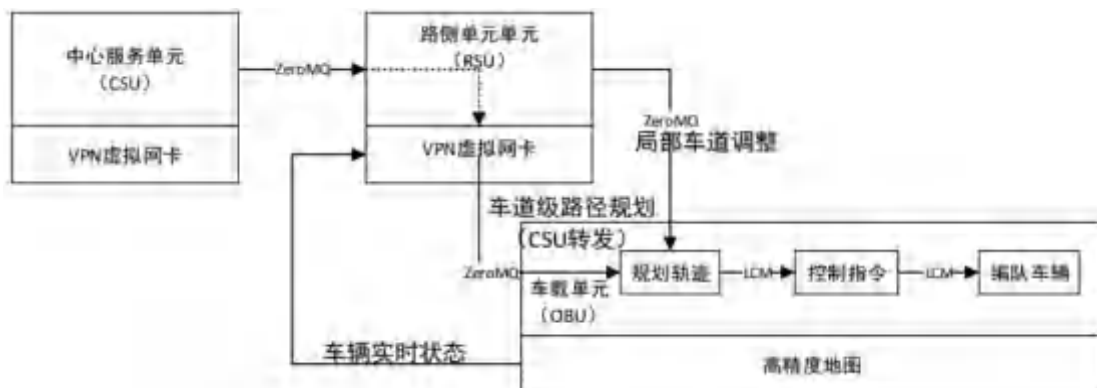 中心服务单元
（CSU）
VPN虚拟网卡
ZeroMQ
路侧单元单元
（RSU）
VPN虚拟网卡
ZeroMQ
局部车道调整
车道级路径规划
（CSU转发）
ZeroMQ
车载单元
（OBU）
规划轨迹
LCM
控制指令
LCM
编队车辆
车辆实时状态
高精度地图